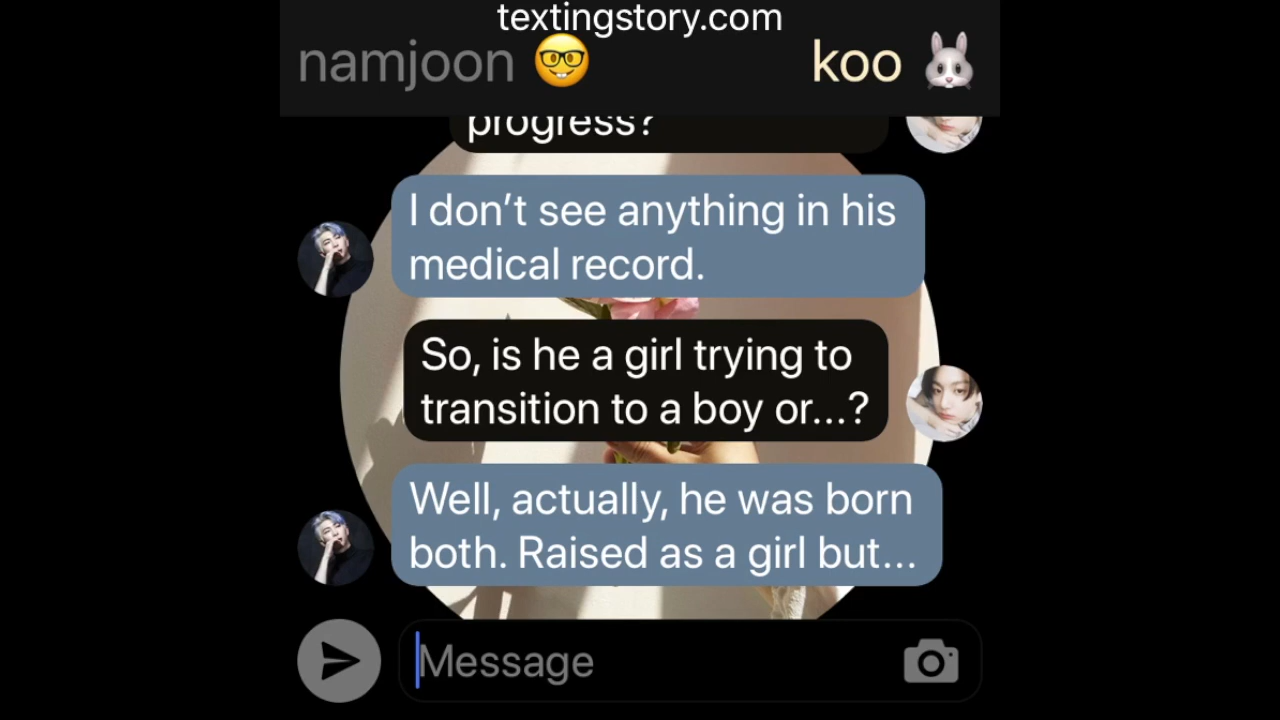 textingstory.com
namjoon 🤓 koo 🐰
progress?
I don’t see anything in his
medical record.
So, is he a girl trying to
transition to a boy or...?
Well, actually, he was born
both. Raised as a girl but...
Message